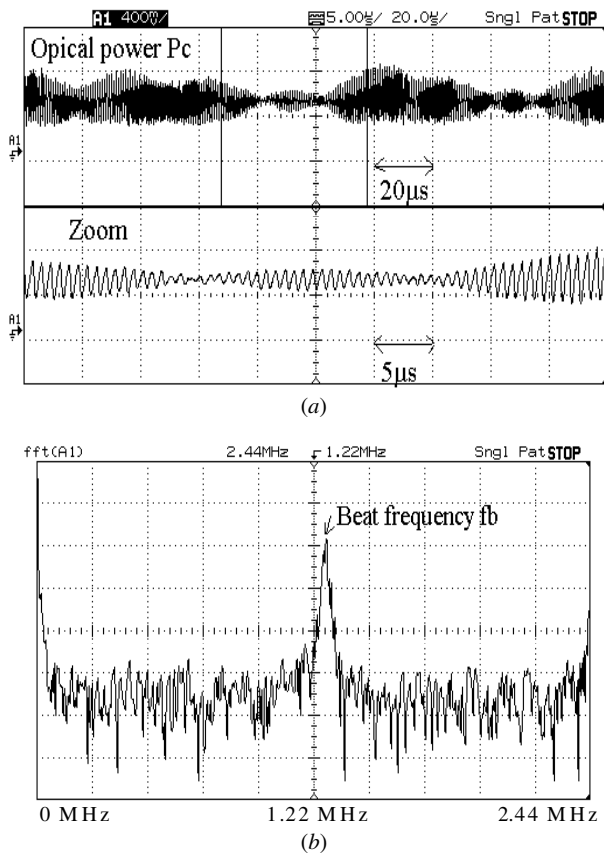 A1 400mV/ 5.00µs/ 20.0µs/ Sngl Pat STOP
Opical power Pc
A1
20µs
Zoom
A1
5µs
(a)
fft(A1) 2.44MHz 1.22MHz Sngl Pat STOP
Beat frequency fb
0 MHz 1.22 MHz 2.44 MHz
(b)